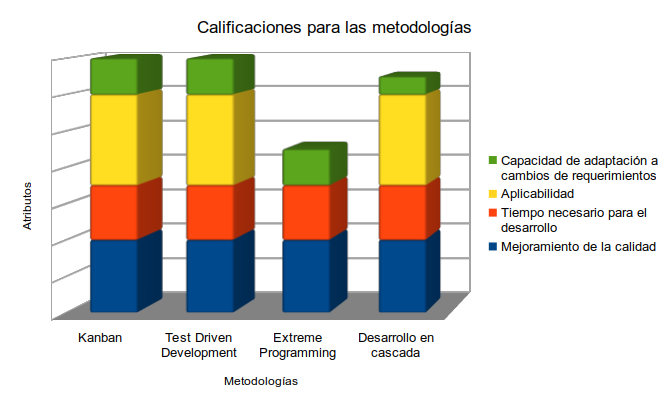 Calificaciones para las metodologías
Atributos
Capacidad de adaptación a
cambios de requerimientos
Aplicabilidad
Tiempo necesario para el
desarrollo
Mejoramiento de la calidad
Kanban
Test Driven
Development
Extreme
Programming
Desarrollo en
cascada
Metodologías